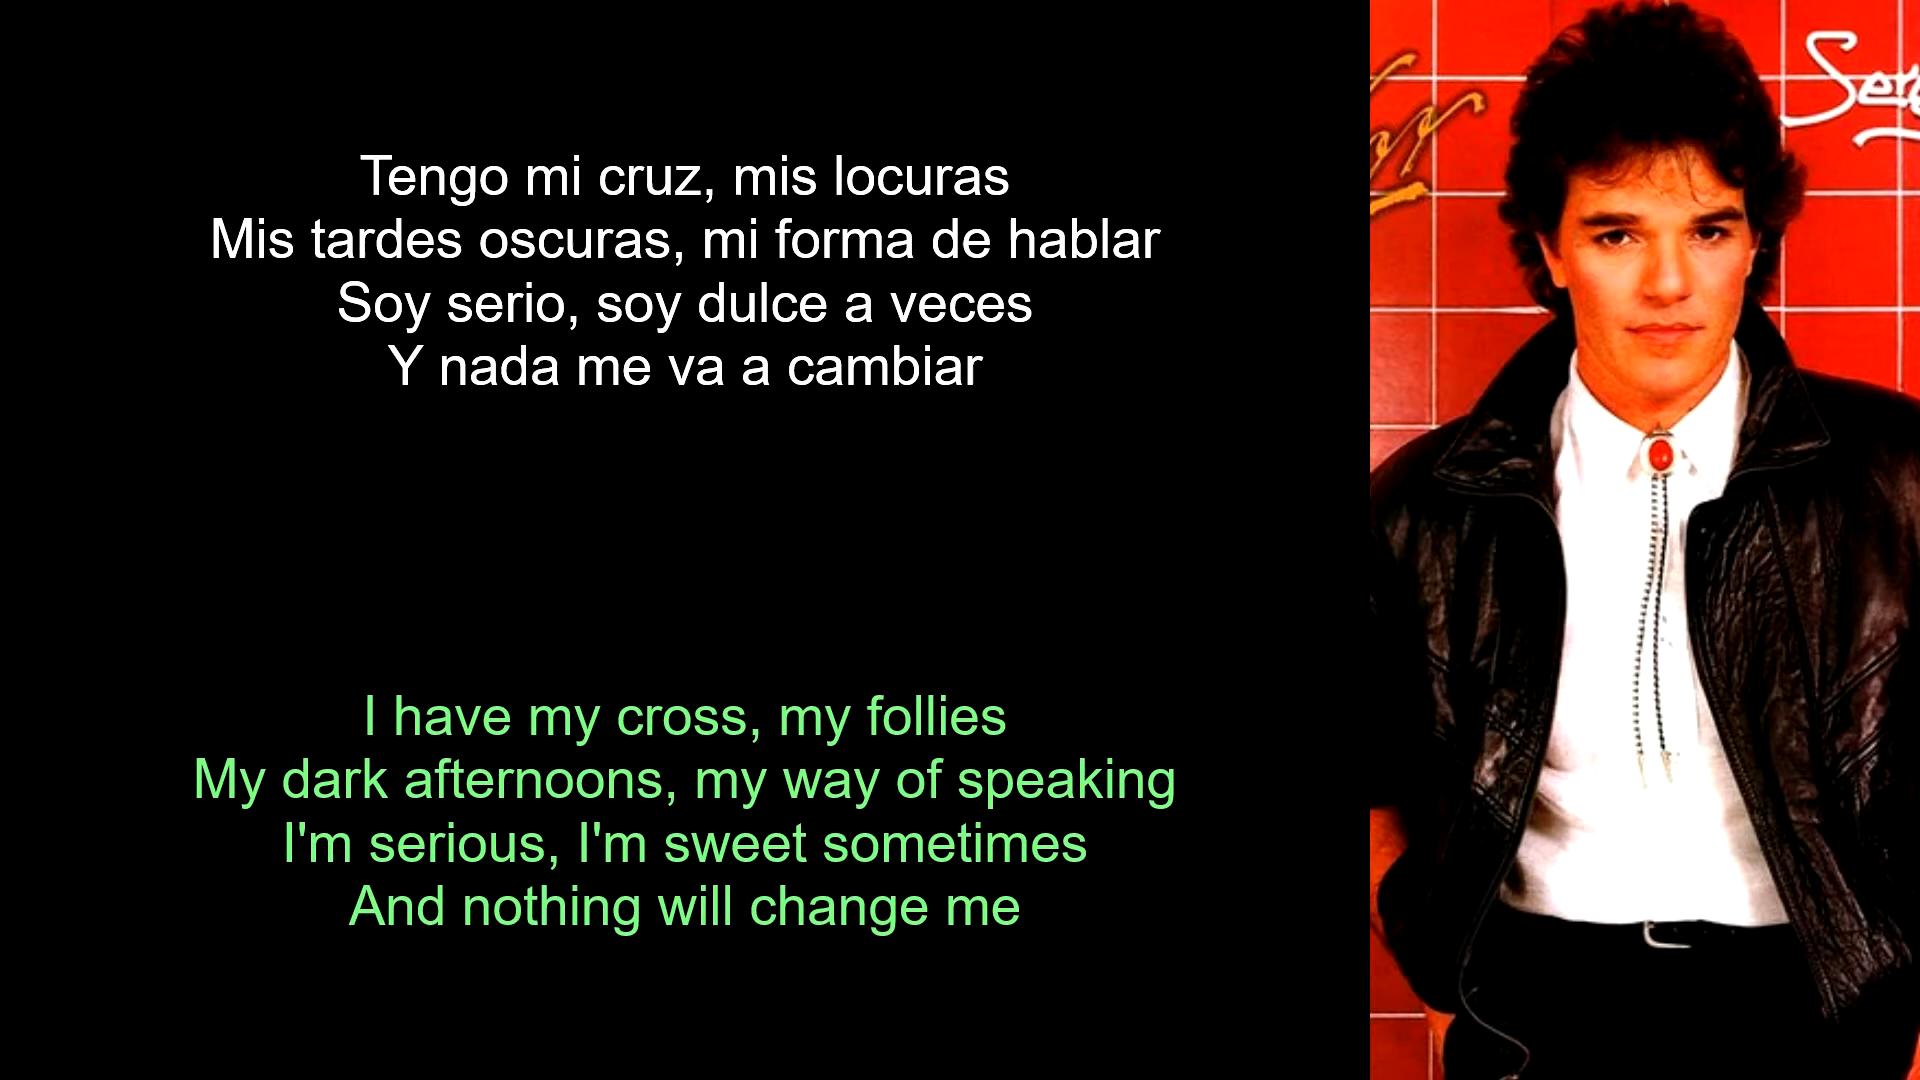 Tengo mi cruz, mis locuras
Mis tardes oscuras, mi forma de hablar
Soy serio, soy dulce a veces
Y nada me va a cambiar
I have my cross, my follies
My dark afternoons, my way of speaking
I'm serious, I'm sweet sometimes
And nothing will change me